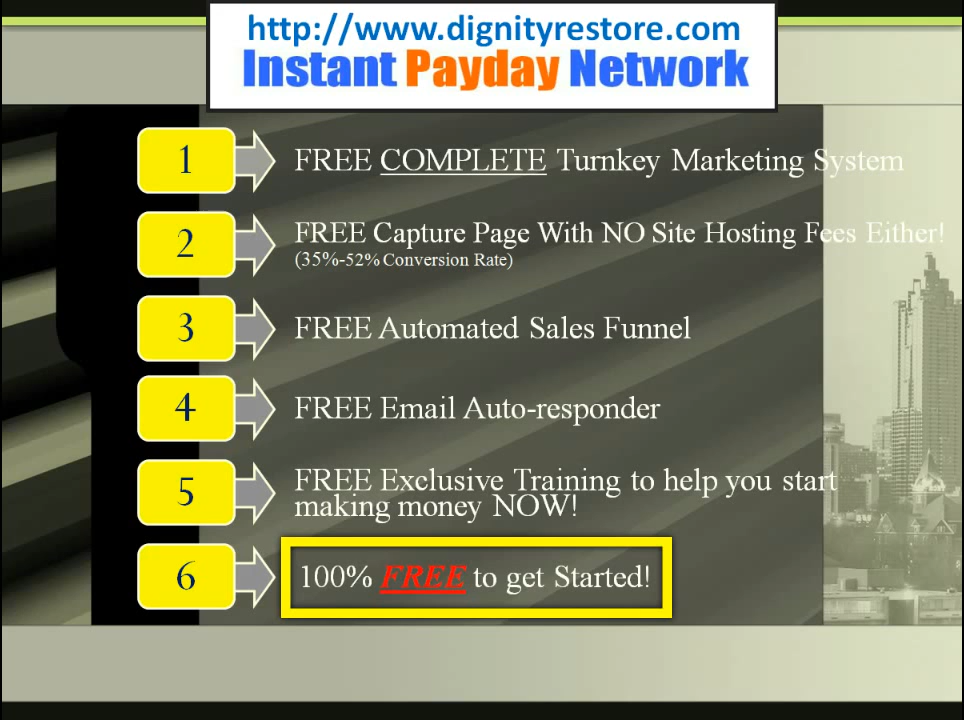 http://www.dignityrestore.com
Instant Payday Network
1 FREE COMPLETE Turnkey Marketing System
2 FREE Capture Page With NO Site Hosting Fees Either!
(35%-52% Conversion Rate)
3 FREE Automated Sales Funnel
4 FREE Email Auto-responder
5 FREE Exclusive Training to help you start
making money NOW!
6 100% FREE to get Started!